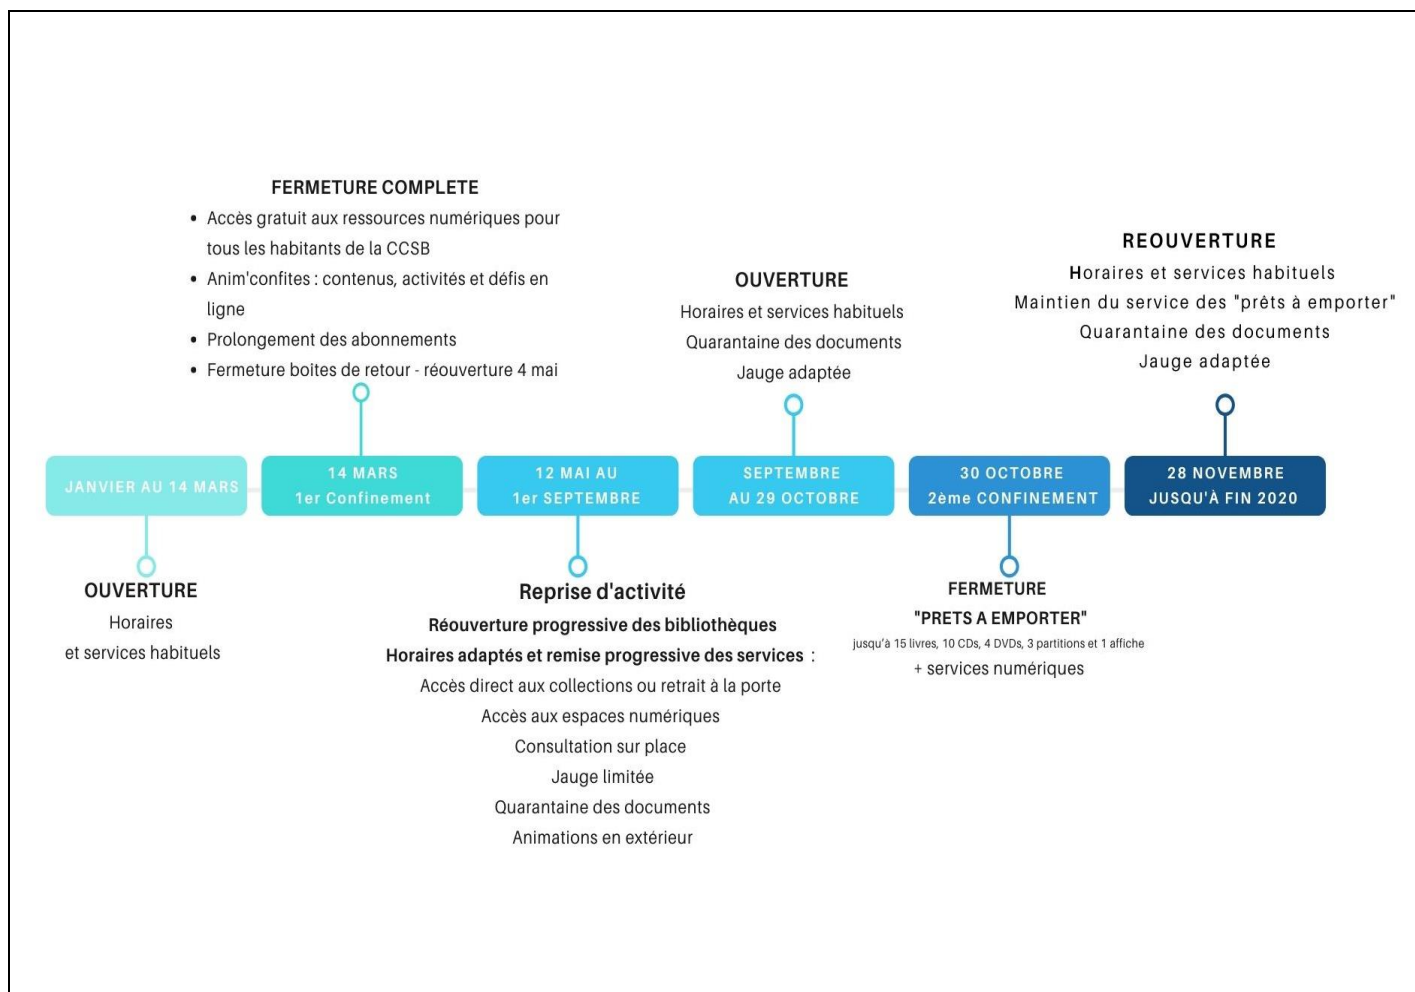 FERMETURE COMPLETE
• Accès gratuit aux ressources numériques pour
tous les habitants de la CCSB
• Anim'confites : contenus, activités et défis en
ligne
• Prolongement des abonnements
• Fermeture boites de retour - réouverture 4 mai
OUVERTURE
Horaires et services habituels
Quarantaine des documents
Jauge adaptée
REOUVERTURE
Horaires et services habituels
Maintien du service des "prêts à emporter"
Quarantaine des documents
Jauge adaptée
JANVIER AU 14 MARS
14 MARS
1er Confinement
12 MAI AU
1er SEPTEMBRE
SEPTEMBRE
AU 29 OCTOBRE
30 OCTOBRE
2ème CONFINEMENT
28 NOVEMBRE
JUSQU'À FIN 2020
OUVERTURE
Horaires
et services habituels
Reprise d'activité
Réouverture progressive des bibliothèques
Horaires adaptés et remise progressive des services :
Accès direct aux collections ou retrait à la porte
Accès aux espaces numériques
Consultation sur place
Jauge limitée
Quarantaine des documents
Animations en extérieur
FERMETURE
"PRETS A EMPORTER"
jusqu'à 15 livres, 10 CDs, 4 DVDs, 3 partitions et 1 affiche
+ services numériques